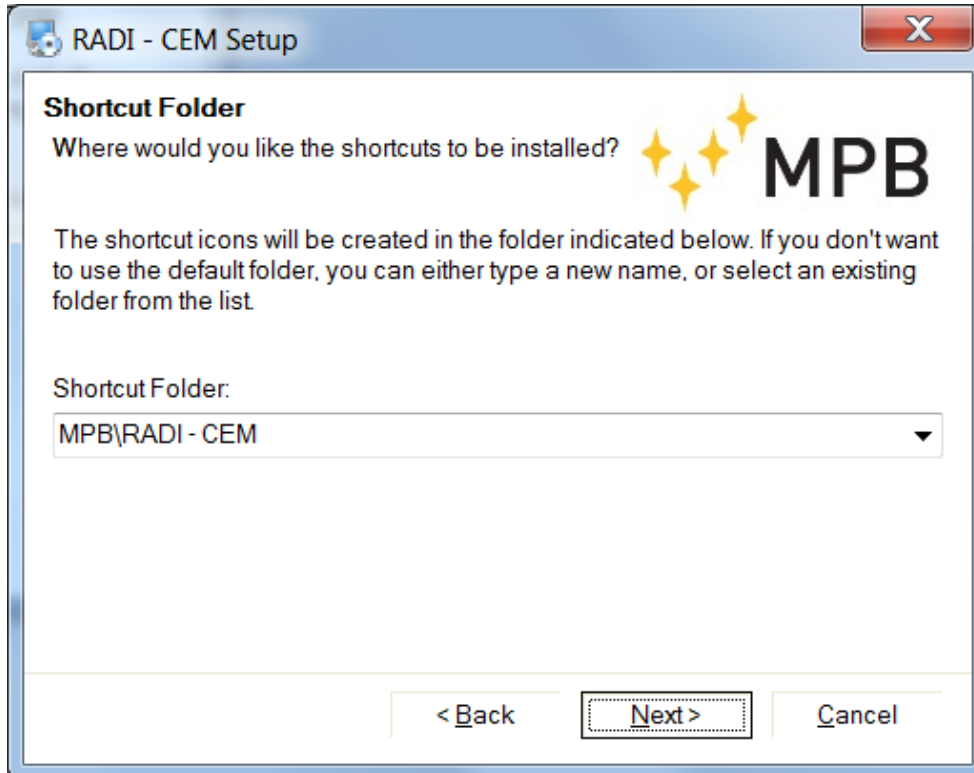 RADI - CEM Setup
Shortcut Folder
Where would you like the shortcuts to be installed?
MPB
The shortcut icons will be created in the folder indicated below. If you don't want
to use the default folder, you can either type a new name, or select an existing
folder from the list.
Shortcut Folder:
MPB\RADI - CEM
< Back
Next >
Cancel